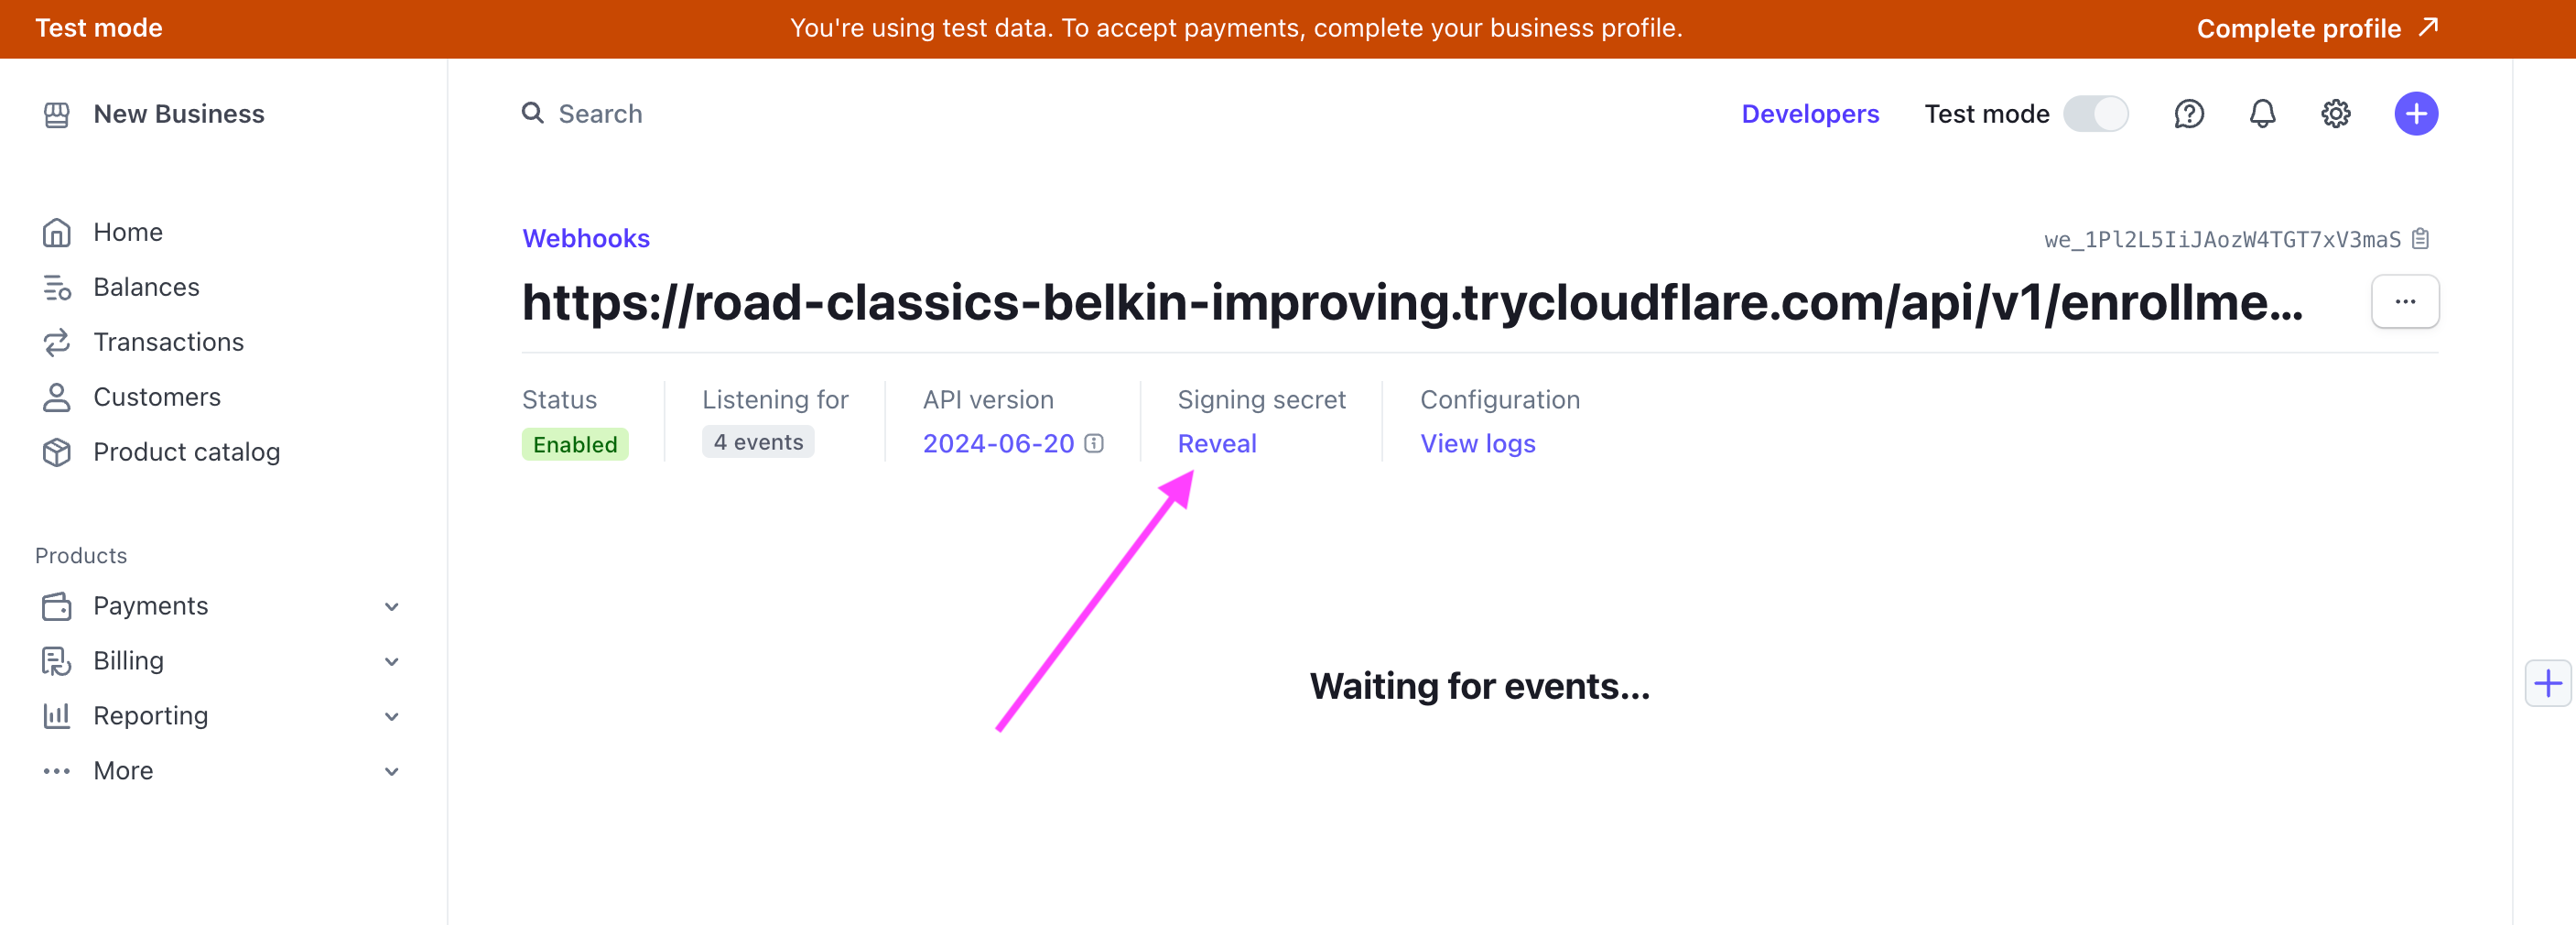 Test mode
You're using test data. To accept payments, complete your business profile.
Complete profile
New Business
Search
Developers
Test mode
Home
Balances
Transactions
Customers
Product catalog
Products
Payments
Billing
Reporting
More
Webhooks
we_1Pl2L5IiJAozW4TGT7xV3maS
https://road-classics-belkin-improving.trycloudflare.com/api/v1/enrollme...
Status
Enabled
Listening for
4 events
API version
2024-06-20
Signing secret
Reveal
Configuration
View logs
Waiting for events...